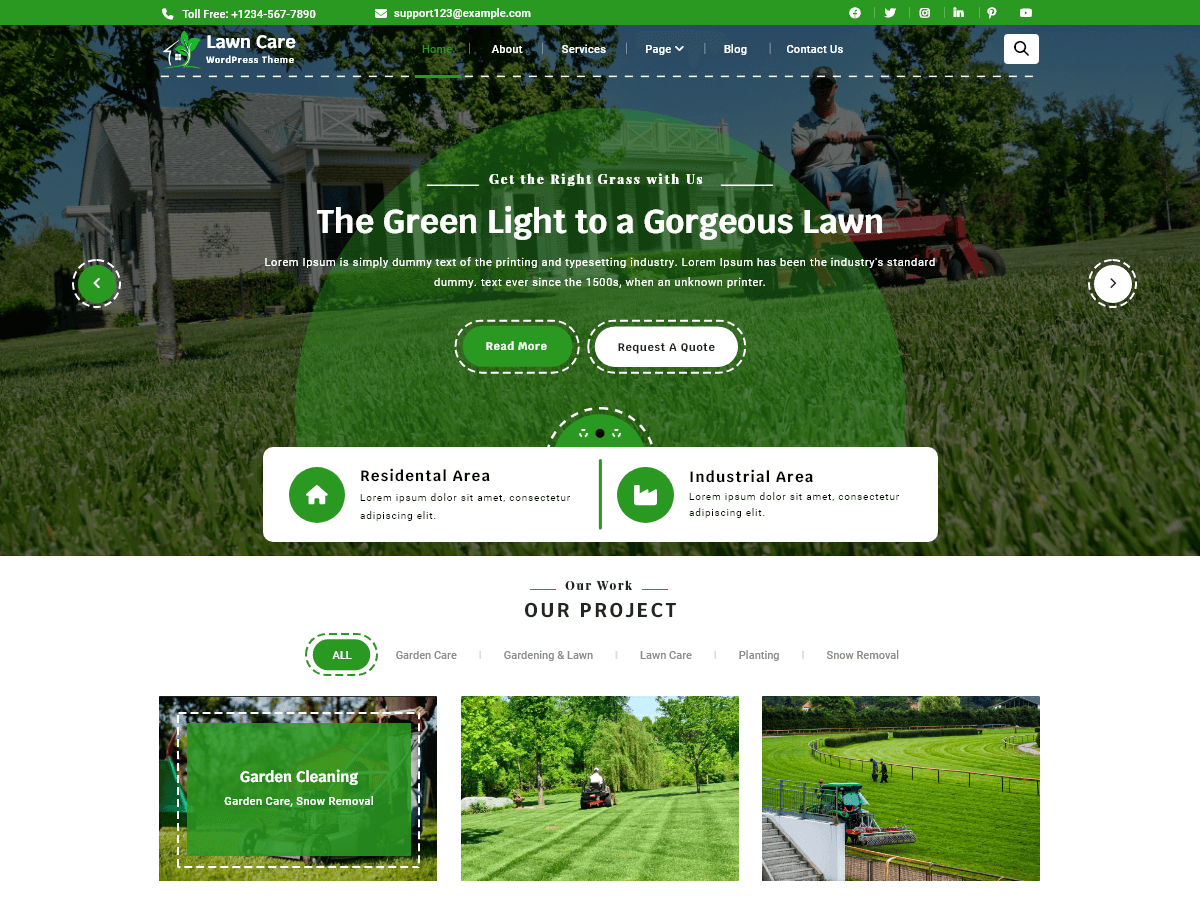 Toll Free: +1234-567-7890
support123@example.com
Lawn Care
WordPress Theme
Home
About
Services
Page
Blog
Contact Us
Get the Right Grass with Us
The Green Light to a Gorgeous Lawn
Lorem Ipsum is simply dummy text of the printing and typesetting industry. Lorem Ipsum has been the industry's standard
dummy. text ever since the 1500s, when an unknown printer.
Read More
Request A Quote
Residental Area
Lorem ipsum dolor sit amet, consectetur
adipiscing elit.
Industrial Area
Lorem ipsum dolor sit amet, consectetur
adipiscing elit.
Our Work
OUR PROJECT
ALL
Garden Care
Gardening & Lawn
Lawn Care
Planting
Snow Removal
Garden Cleaning
Garden Care, Snow Removal